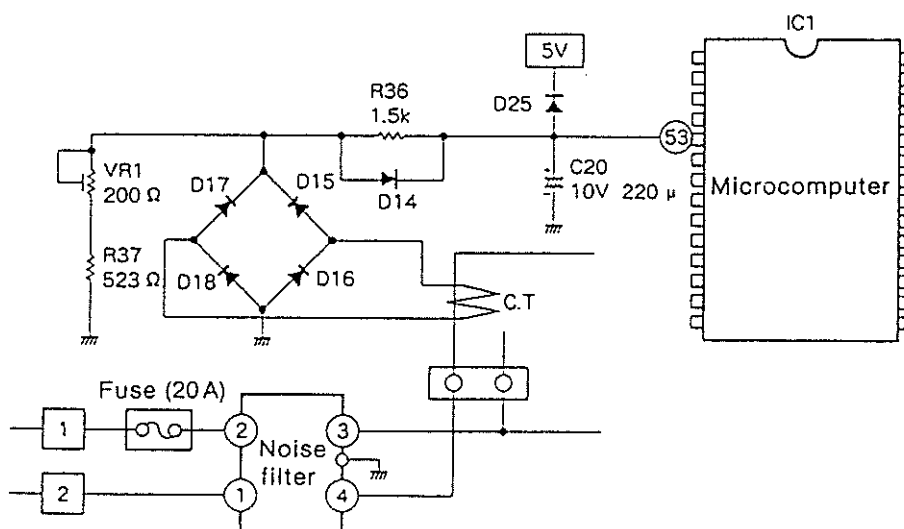 IC1
5V
R36
1.5k
D25
53
VR1
200 Ω
D17
D15
D14
C20
10V 220 μ
Microcomputer
R37
523 Ω
D18
D16
C.T
Fuse (20A)
1
2
3
Noise
filter
2
1
4